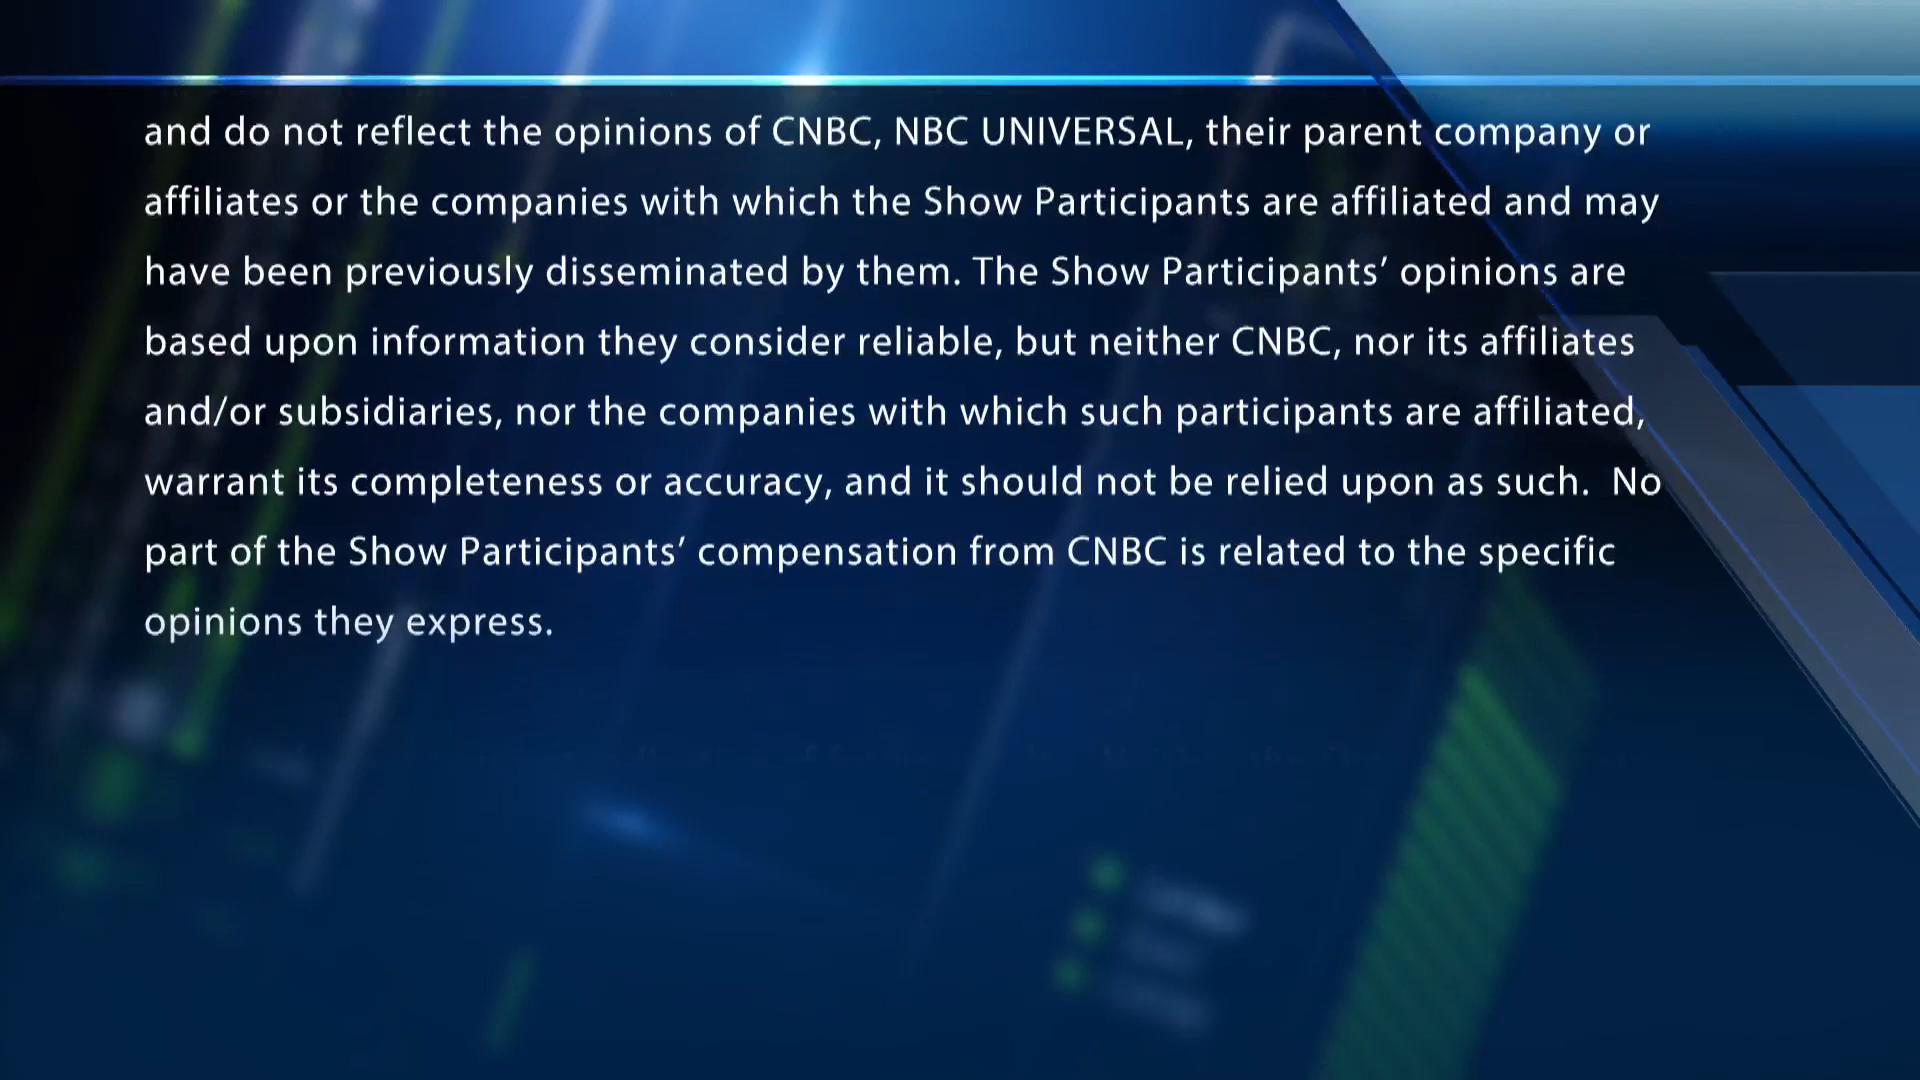 and do not reflect the opinions of CNBC, NBC UNIVERSAL, their parent company or
affiliates or the companies with which the Show Participants are affiliated and may
have been previously disseminated by them. The Show Participants’ opinions are
based upon information they consider reliable, but neither CNBC, nor its affiliates
and/or subsidiaries, nor the companies with which such participants are affiliated,
warrant its completeness or accuracy, and it should not be relied upon as such.  No
part of the Show Participants’ compensation from CNBC is related to the specific
opinions they express.